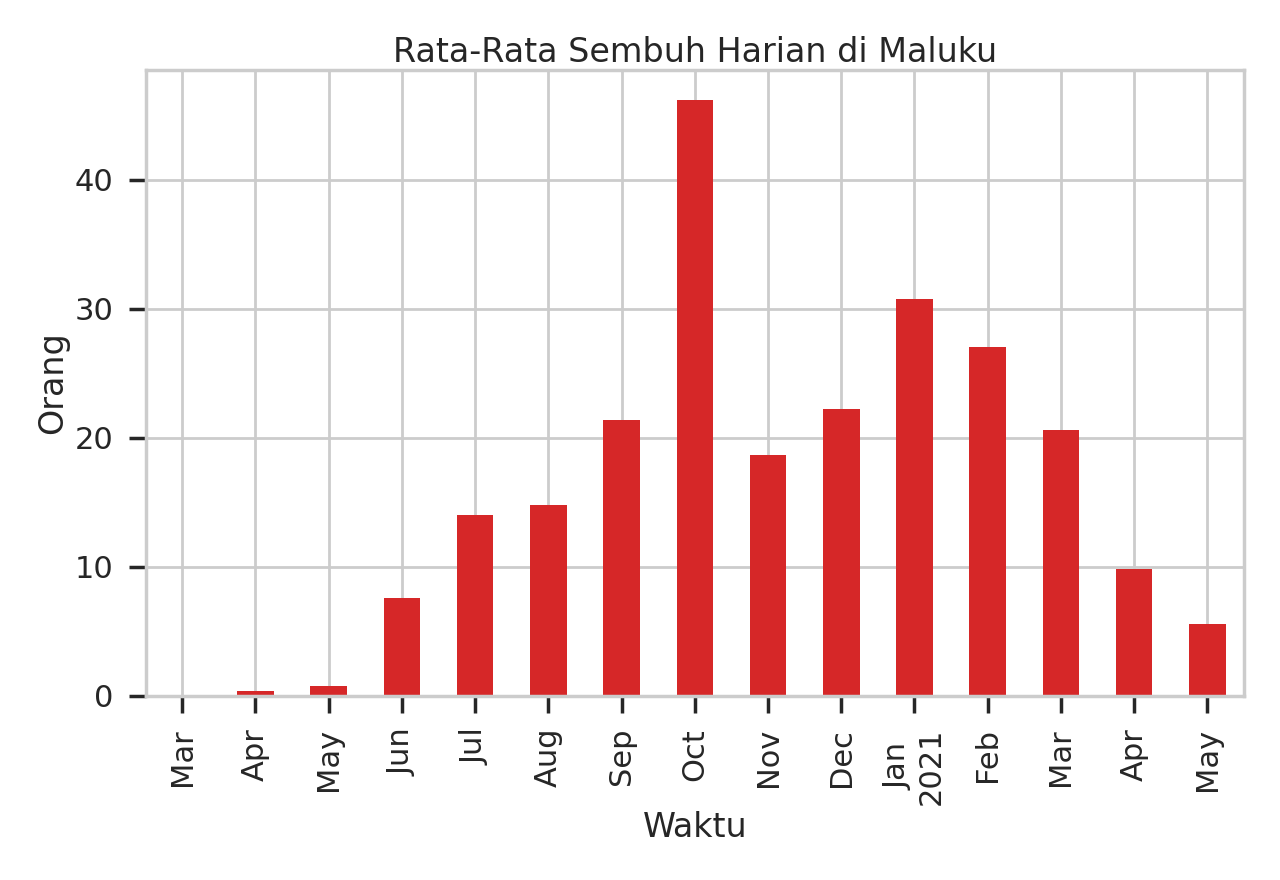 Rata-Rata Sembuh Harian di Maluku
Orang
40
30
20
10
0
Mar
Apr
May
Jun
Jul
Aug
Sep
Oct
Nov
Dec
Jan
2021
Feb
Mar
Apr
May
Waktu